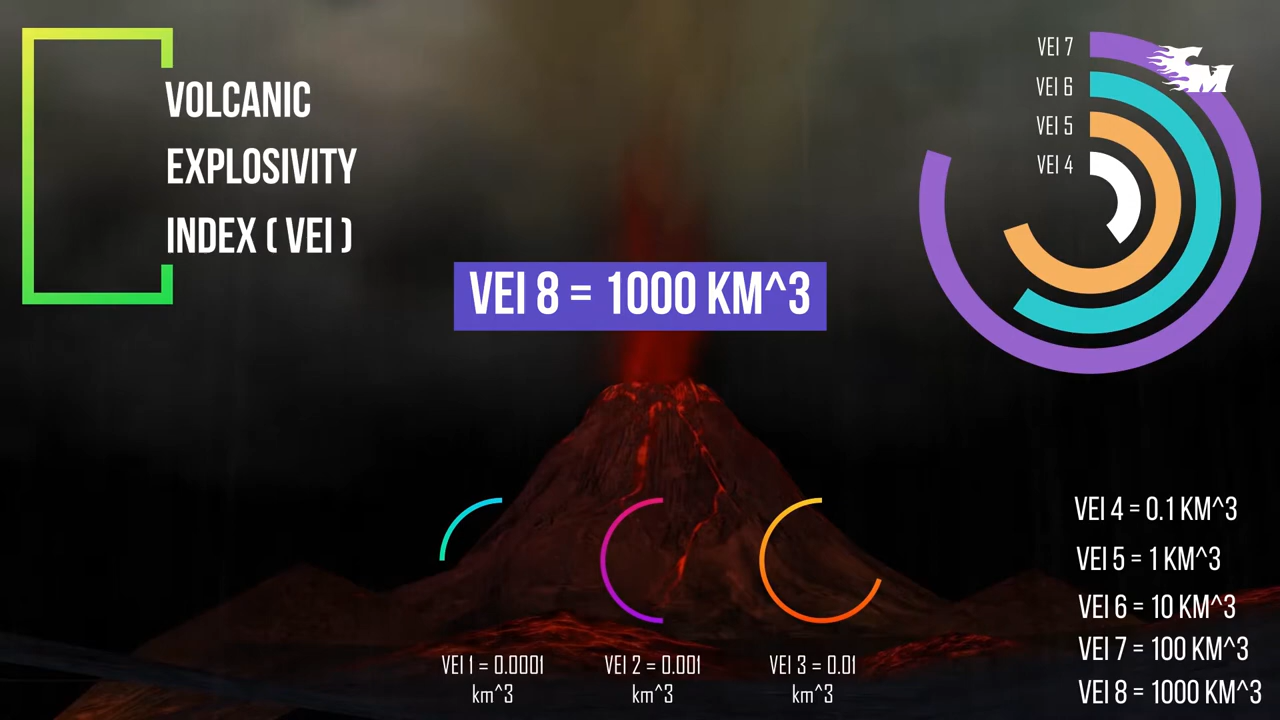 VOLCANIC
EXPLOSIVITY
INDEX ( VEI )
VEI 7
VEI 6
VEI 5
VEI 4
CM
VEI 8 = 1000 KM^3
VEI 4 = 0.1 KM^3
VEI 5 = 1 KM^3
VEI 6 = 10 KM^3
VEI 7 = 100 KM^3
VEI 8 = 1000 KM^3
VEI 1 = 0.0001
km^3
VEI 2 = 0.001
km^3
VEI 3 = 0.01
km^3